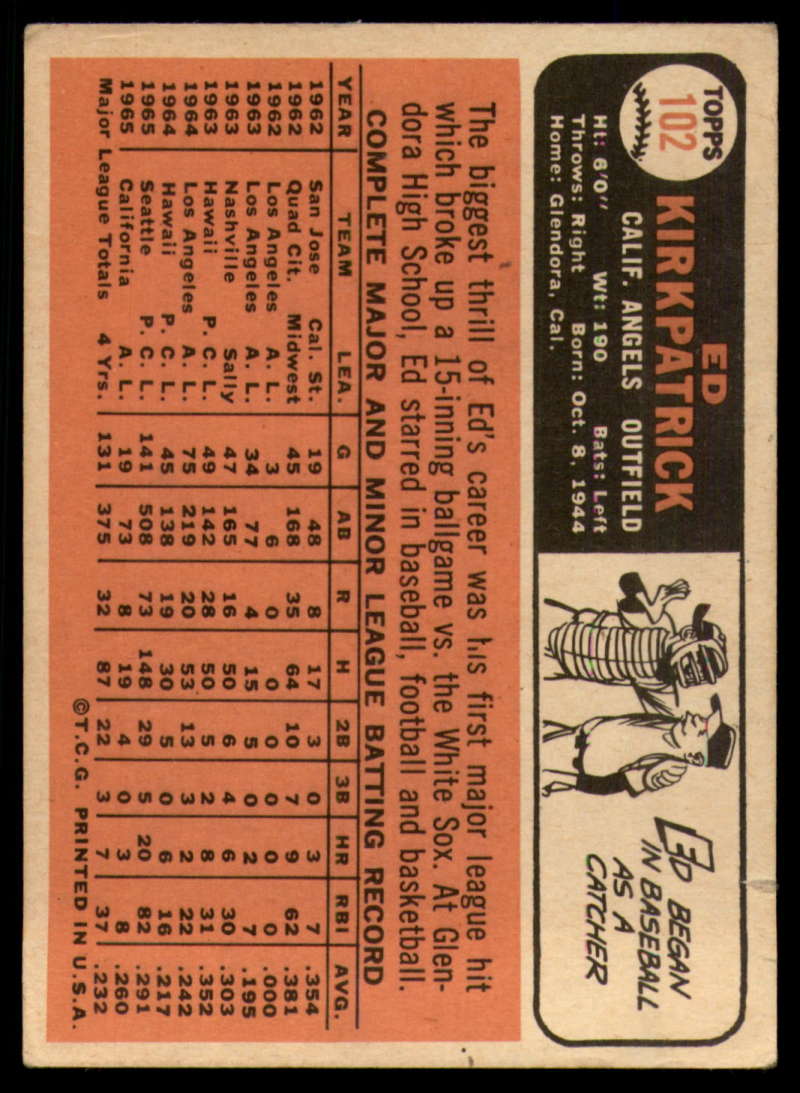 TOPPS
102
ED
KIRKPATRICK
CALIF. ANGELS OUTFIELD
Ht: 6'0" Wt: 190 Bats: Left
Throws: Right Born: Oct. 8, 1944
Home: Glendora, Cal.
ED BEGAN
IN BASEBALL
AS A
CATCHER
The biggest thrill of Ed's career was his first major league hit
which broke up a 15-inning ballgame vs. the White Sox. At Glen-
dora High School, Ed starred in baseball, football and basketball.
COMPLETE MAJOR AND MINOR LEAGUE BATTING RECORD
YEAR TEAM LEA. G AB R H 2B 3B HR RBI AVG.
1962 San Jose Cal. St. 19 48 8 17 3 0 3 7 .354
1962 Quad Cit. Midwest 45 168 35 64 10 7 9 62 .381
1962 Los Angeles A. L. 3 6 0 0 0 0 0 0 .000
1963 Los Angeles A. L. 34 77 4 15 5 0 2 7 .195
1963 Nashville Sally 47 165 16 50 6 4 6 30 .303
1963 Hawaii P. C. L. 49 142 28 50 5 2 8 31 .352
1964 Los Angeles A. L. 75 219 20 53 13 3 2 22 .242
1964 Hawaii P. C. L. 45 138 19 30 5 0 6 16 .217
1965 Seattle P. C. L. 141 508 73 148 29 5 20 82 .291
1965 California A. L. 19 73 8 19 4 0 3 8 .260
Major League Totals 4 Yrs. 131 375 32 87 22 3 7 37 .232
©T.C.G. PRINTED IN U.S.A.